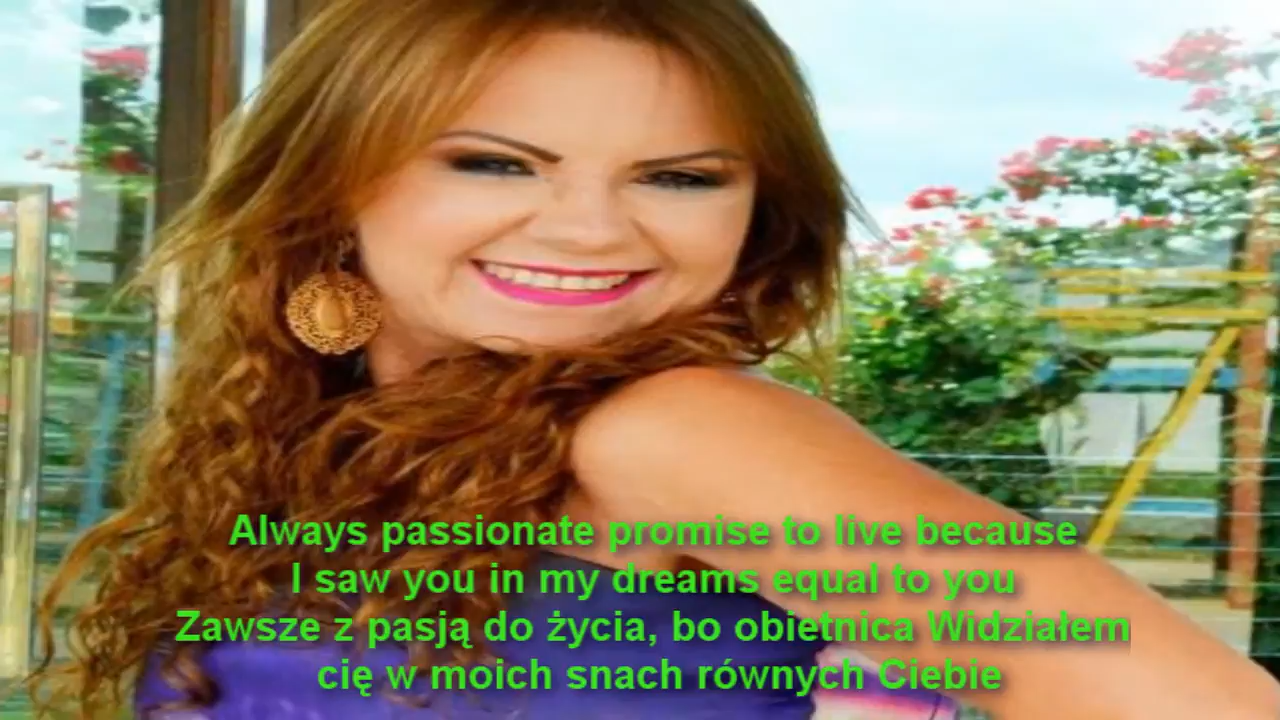 Always passionate promise to live because
I saw you in my dreams equal to you
Zawsze z pasją do życia, bo obietnica Widziałem
cię w moich snach równych Ciebie